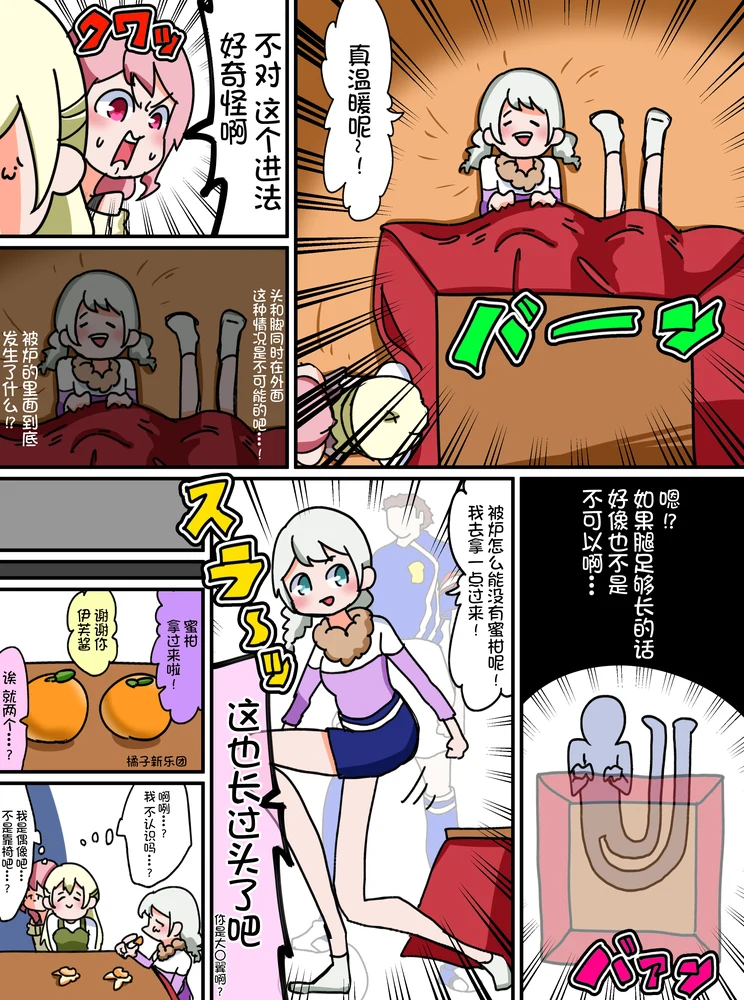 真温暖呢~!
バーン
不对 这个进法
好奇怪啊
クワッ
头和脚同时在外面
这种情况是不可能的吧…!
被炉的里面到底
发生了什么!?
嗯!?
如果腿足够长的话
好像也不是
不可以啊…
バァン
被炉怎么能没有蜜柑呢!
我去拿一点过来!
スラ～ッ
这也长过头了吧
你是大〇翼啊?
蜜柑
拿过来啦!
谢谢你
伊芙酱
诶 就两个…?
橘子新乐团
啊咧…?
我 不认识吗…?
我是偶像吧…
不是靠椅吧…?